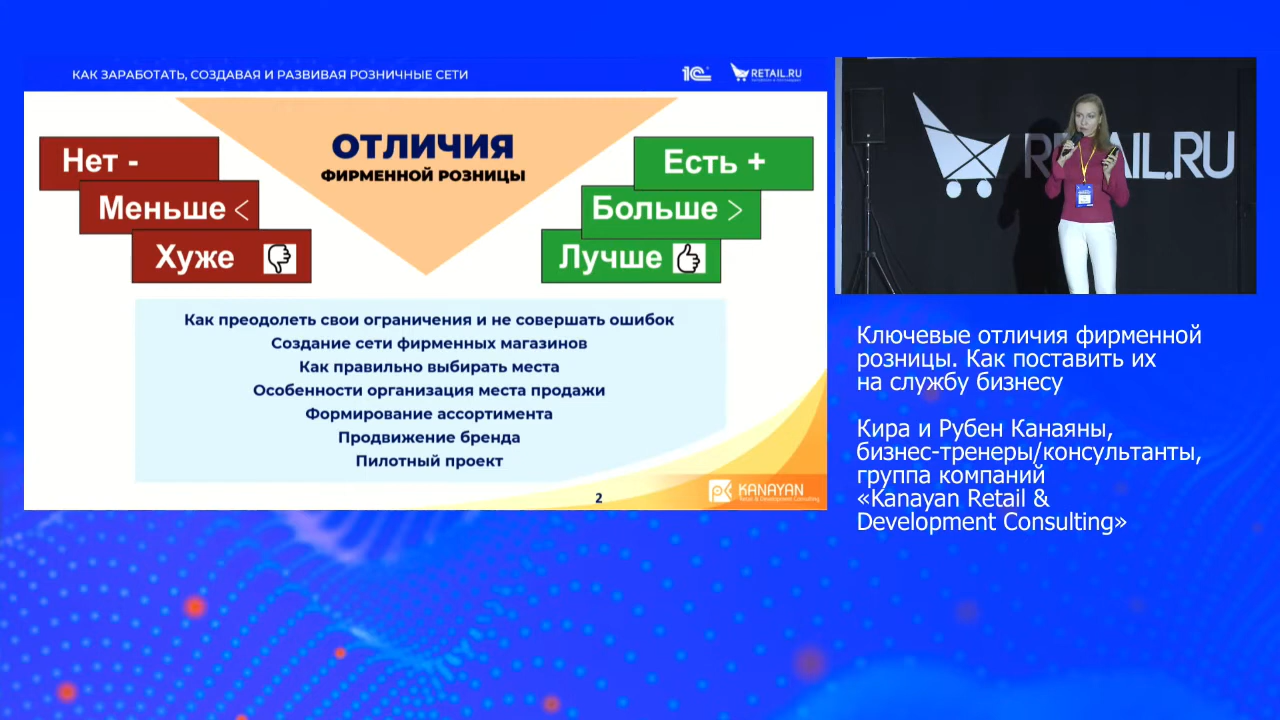 КАК ЗАРАБОТАТЬ, СОЗДАВАЯ И РАЗВИВАЯ РОЗНИЧНЫЕ СЕТИ
1С
RETAIL.RU
ОТЛИЧИЯ
ФИРМЕННОЙ РОЗНИЦЫ
Нет -
Меньше <
Хуже
Есть +
Больше >
Лучше
Как преодолеть свои ограничения и не совершать ошибок
Создание сети фирменных магазинов
Как правильно выбирать места
Особенности организация места продажи
Формирование ассортимента
Продвижение бренда
Пилотный проект
2
KANAYAN
Retail & Development Consulting
RETAIL.RU
Ключевые отличия фирменной
розницы. Как поставить их
на службу бизнесу
Кира и Рубен Канаяны,
бизнес-тренеры/консультанты,
группа компаний
«Kanayan Retail &
Development Consulting»